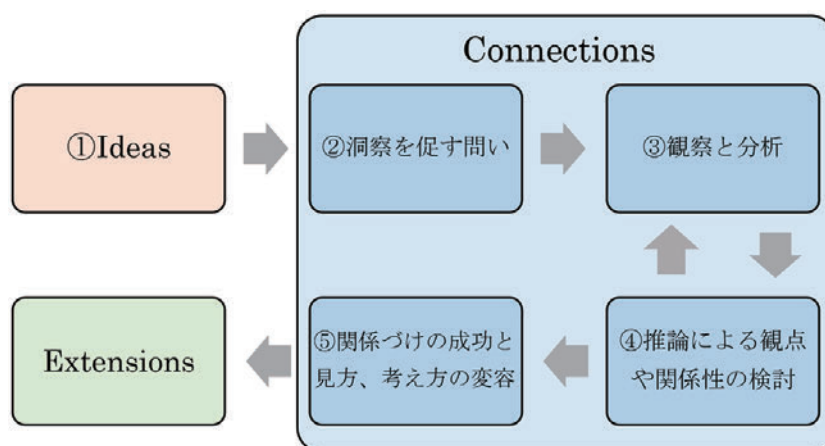 Connections
①Ideas
②洞察を促す問い
③観察と分析
④推論による観点
や関係性の検討
⑤関係づけの成功と
見方、考え方の変容
Extensions